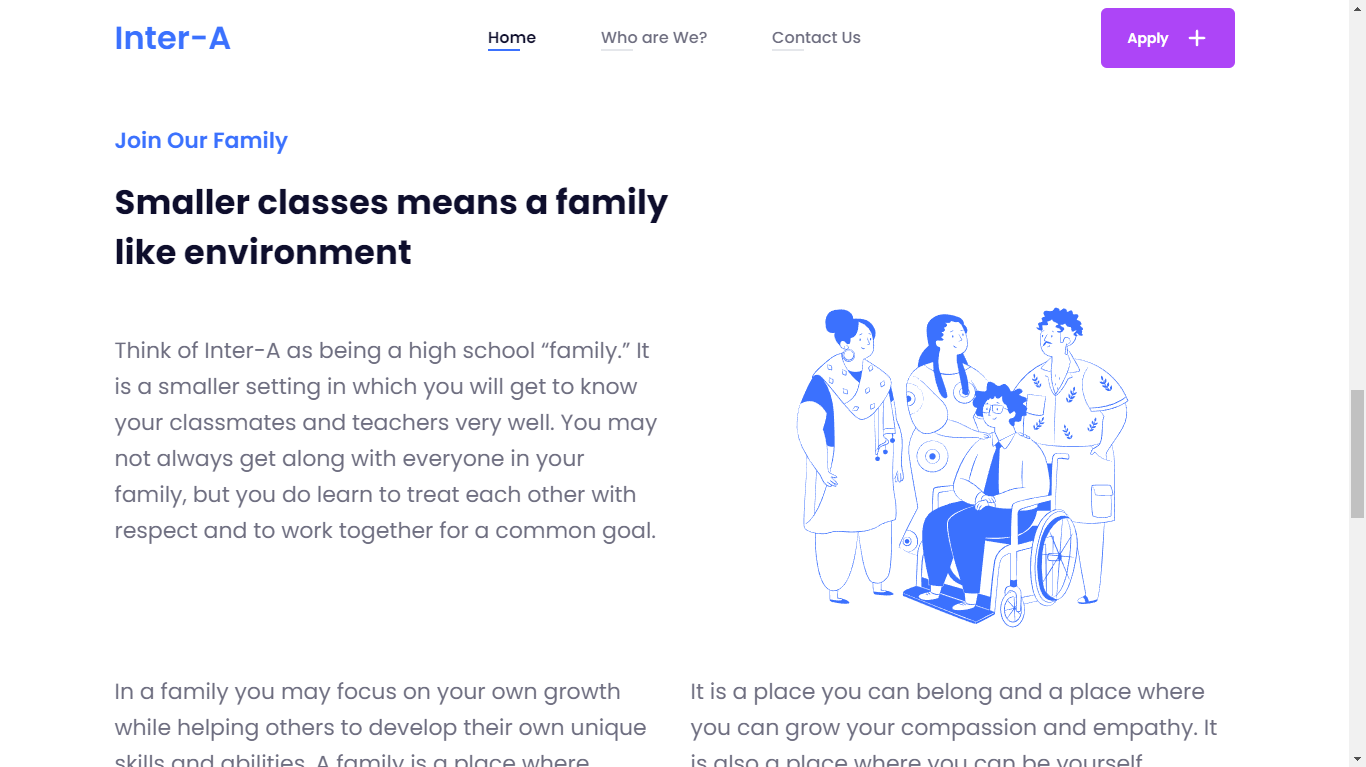 Inter-A
Home
Who are We?
Contact Us
Apply
Join Our Family
Smaller classes means a family
like environment
Think of Inter-A as being a high school “family.” It
is a smaller setting in which you will get to know
your classmates and teachers very well. You may
not always get along with everyone in your
family, but you do learn to treat each other with
respect and to work together for a common goal.
In a family you may focus on your own growth
while helping others to develop their own unique
skills and abilities. A family is a place where
It is a place you can belong and a place where
you can grow your compassion and empathy. It
is also a place where you can be yourself